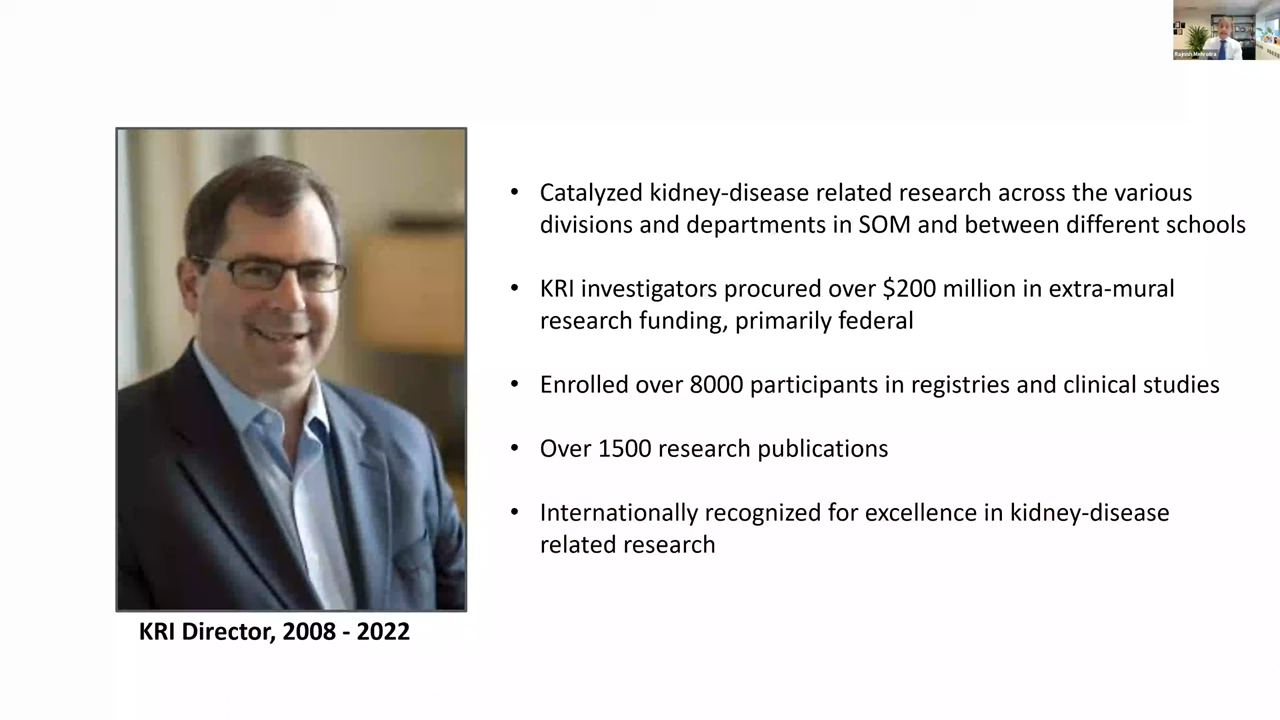 Rajnish Mehrotra
• Catalyzed kidney-disease related research across the various
divisions and departments in SOM and between different schools
• KRI investigators procured over $200 million in extra-mural
research funding, primarily federal
• Enrolled over 8000 participants in registries and clinical studies
• Over 1500 research publications
• Internationally recognized for excellence in kidney-disease
related research
KRI Director, 2008 - 2022